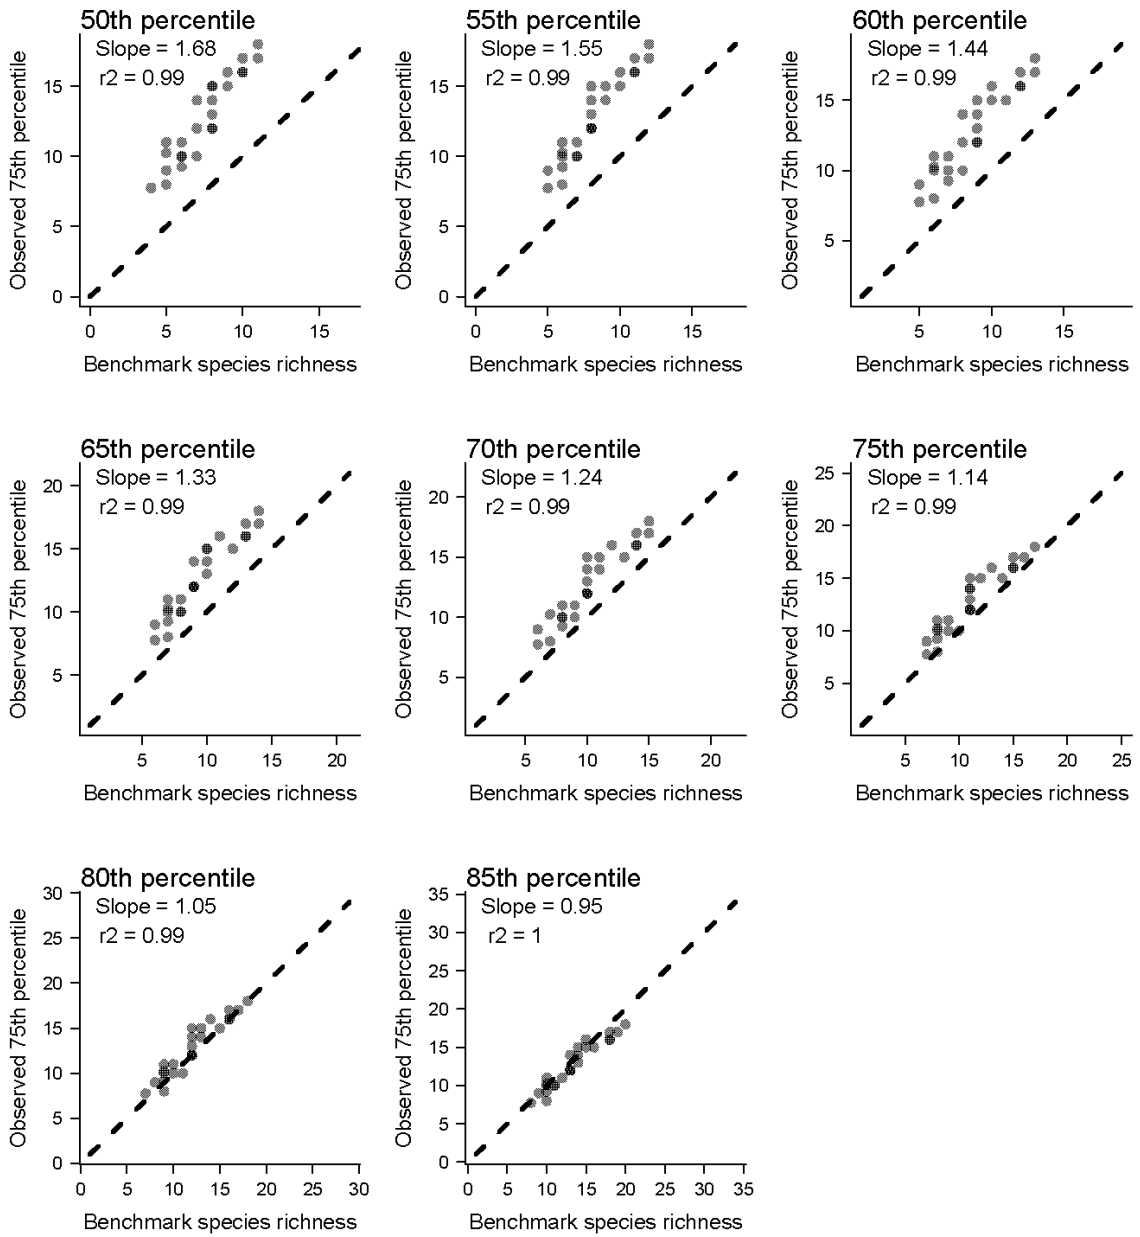 50th percentile
Slope = 1.68
r2 = 0.99
Observed 75th percentile
15
10
5
0
0 5 10 15
Benchmark species richness
55th percentile
Slope = 1.55
r2 = 0.99
Observed 75th percentile
15
10
5
0
0 5 10 15
Benchmark species richness
60th percentile
Slope = 1.44
r2 = 0.99
Observed 75th percentile
15
10
5
5 10 15
Benchmark species richness
65th percentile
Slope = 1.33
r2 = 0.99
Observed 75th percentile
20
15
10
5
5 10 15 20
Benchmark species richness
70th percentile
Slope = 1.24
r2 = 0.99
Observed 75th percentile
20
15
10
5
5 10 15 20
Benchmark species richness
75th percentile
Slope = 1.14
r2 = 0.99
Observed 75th percentile
25
20
15
10
5
5 10 15 20 25
Benchmark species richness
80th percentile
Slope = 1.05
r2 = 0.99
Observed 75th percentile
30
25
20
15
10
5
0
0 5 10 15 20 25 30
Benchmark species richness
85th percentile
Slope = 0.95
r2 = 1
Observed 75th percentile
35
30
25
20
15
10
5
0
0 5 10 15 20 25 30 35
Benchmark species richness